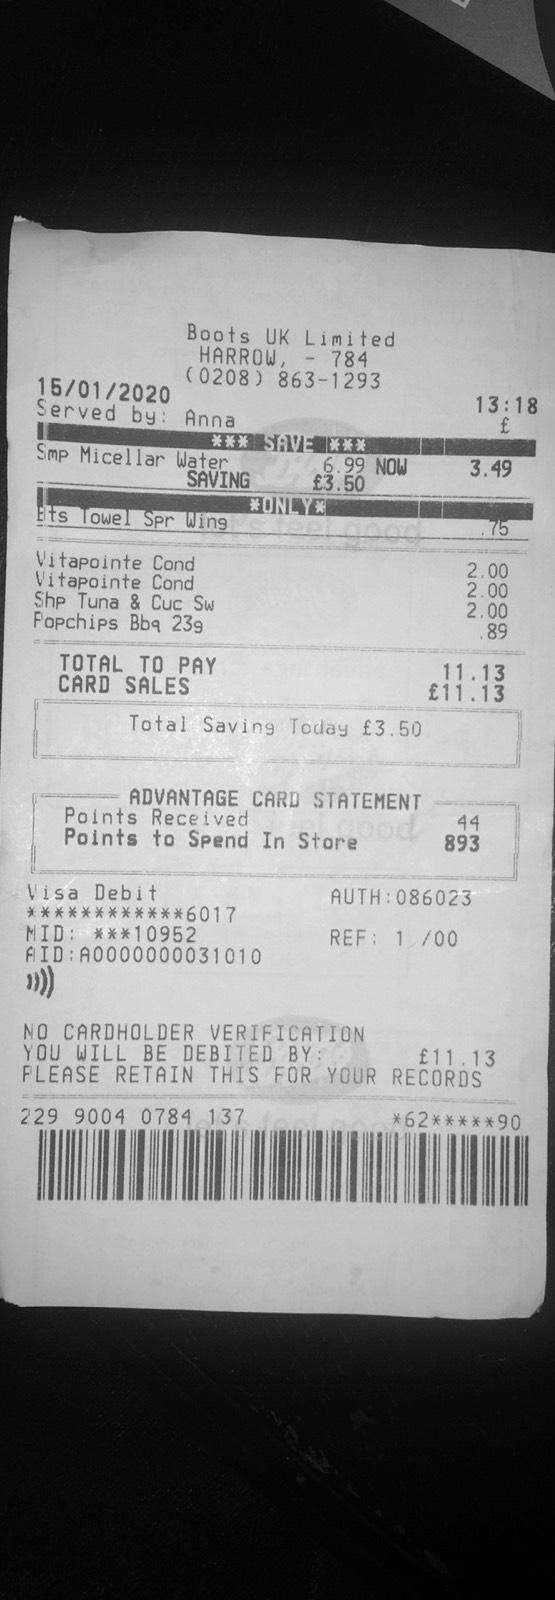 Boots UK Limited
HARROW, - 784
(0208) 863-1293
15/01/2020 13:18
Served by: Anna £
*** SAVE ***
Smp Micellar Water 6.99 NOW 3.49
SAVING £3.50
*ONLY*
Bts Towel Spr Wing .75
Vitapointe Cond 2.00
Vitapointe Cond 2.00
Shp Tuna & Cuc Sw 2.00
Popchips Bbq 23g .89
TOTAL TO PAY 11.13
CARD SALES £11.13
Total Saving Today £3.50
ADVANTAGE CARD STATEMENT
Points Received 44
Points to Spend In Store 893
Visa Debit AUTH:086023
************6017
MID: ***10952 REF: 1 /00
AID:A0000000031010
NO CARDHOLDER VERIFICATION
YOU WILL BE DEBITED BY: £11.13
PLEASE RETAIN THIS FOR YOUR RECORDS
229 9004 0784 137 *62*****90